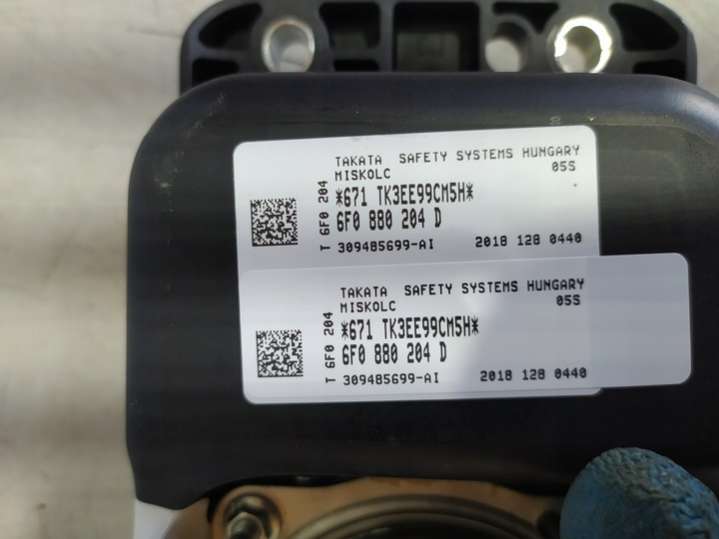 TAKATA SAFETY SYSTEMS HUNGARY
MISKOLC 05S
*671 TK3EE99CM5H*
6F0 880 204 D
T 6F0 204
309485699-AI 2018 128 0440
TAKATA SAFETY SYSTEMS HUNGARY
MISKOLC 05S
*671 TK3EE99CM5H*
6F0 880 204 D
T 6F0 204
309485699-AI 2018 128 0440